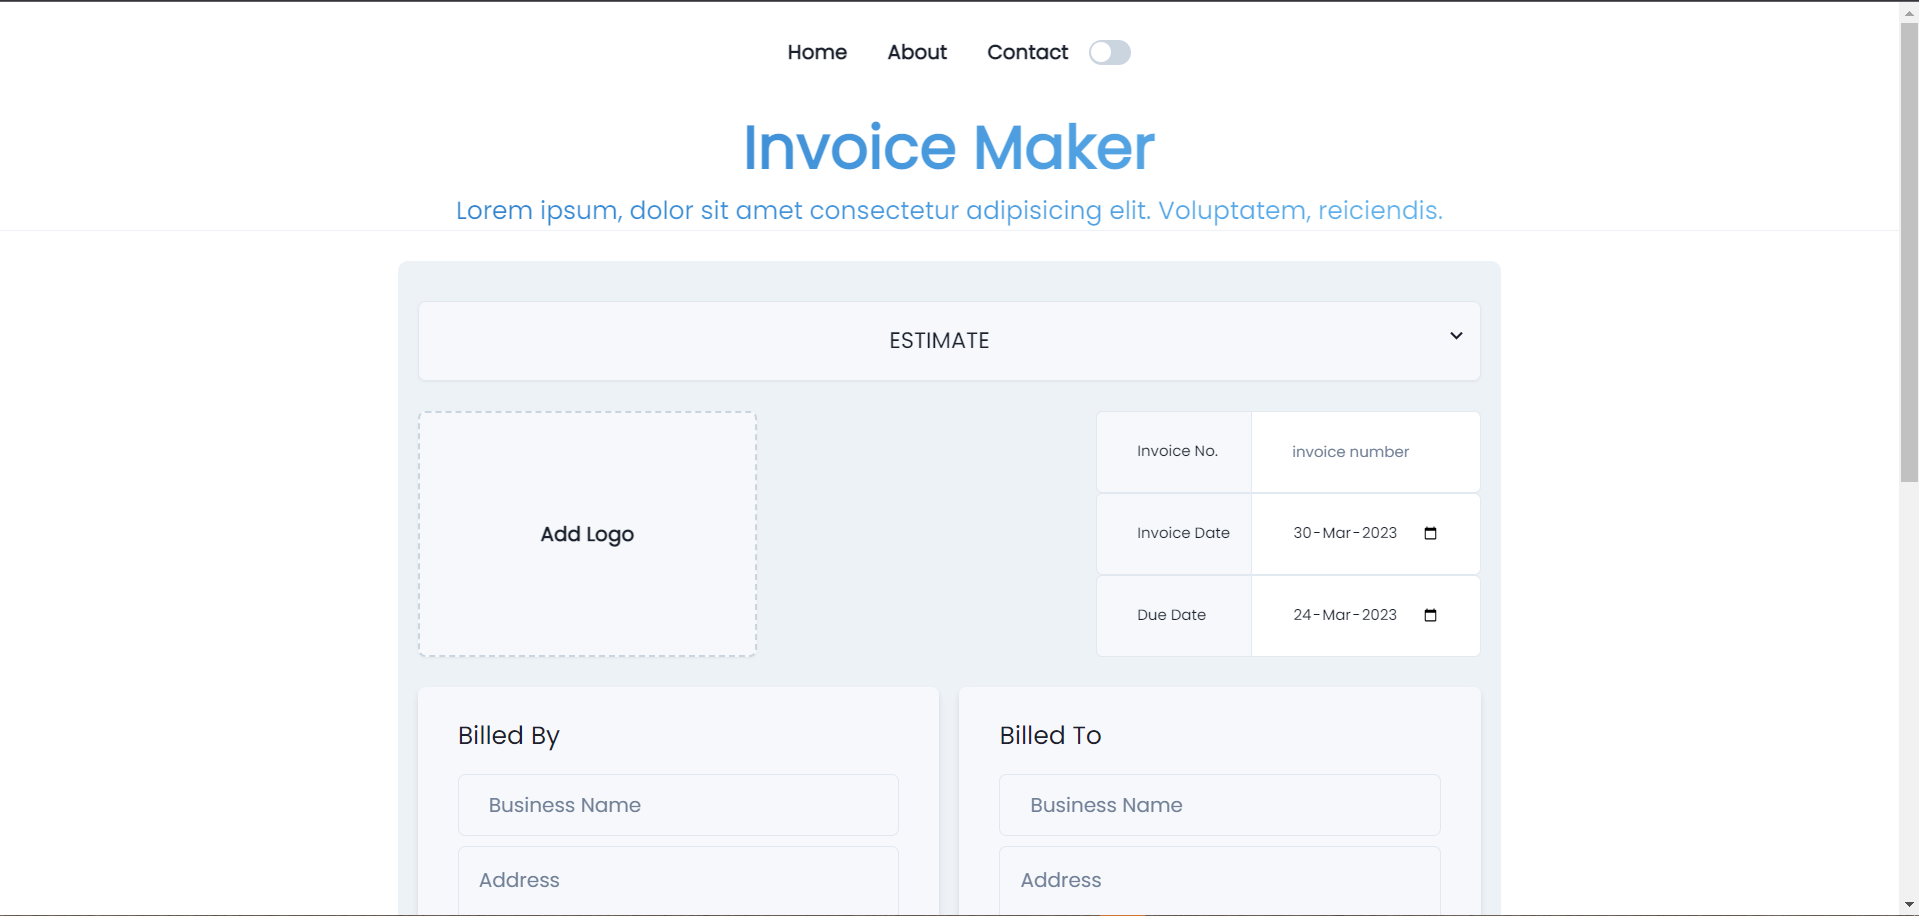 Home About Contact
Invoice Maker
Lorem ipsum, dolor sit amet consectetur adipisicing elit. Voluptatem, reiciendis.
ESTIMATE
Add Logo
Invoice No. invoice number
Invoice Date 30-Mar-2023
Due Date 24-Mar-2023
Billed By
Business Name
Address
Billed To
Business Name
Address